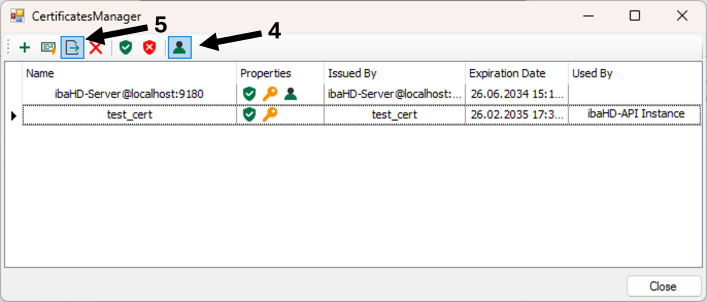 CertificatesManager
5
4
Name Properties Issued By Expiration Date Used By
ibaHD-Server@localhost:9180 ibaHD-Server@localhost:... 26.06.2034 15:1...
test_cert test_cert 26.02.2035 17:3... ibaHD-API Instance
Close